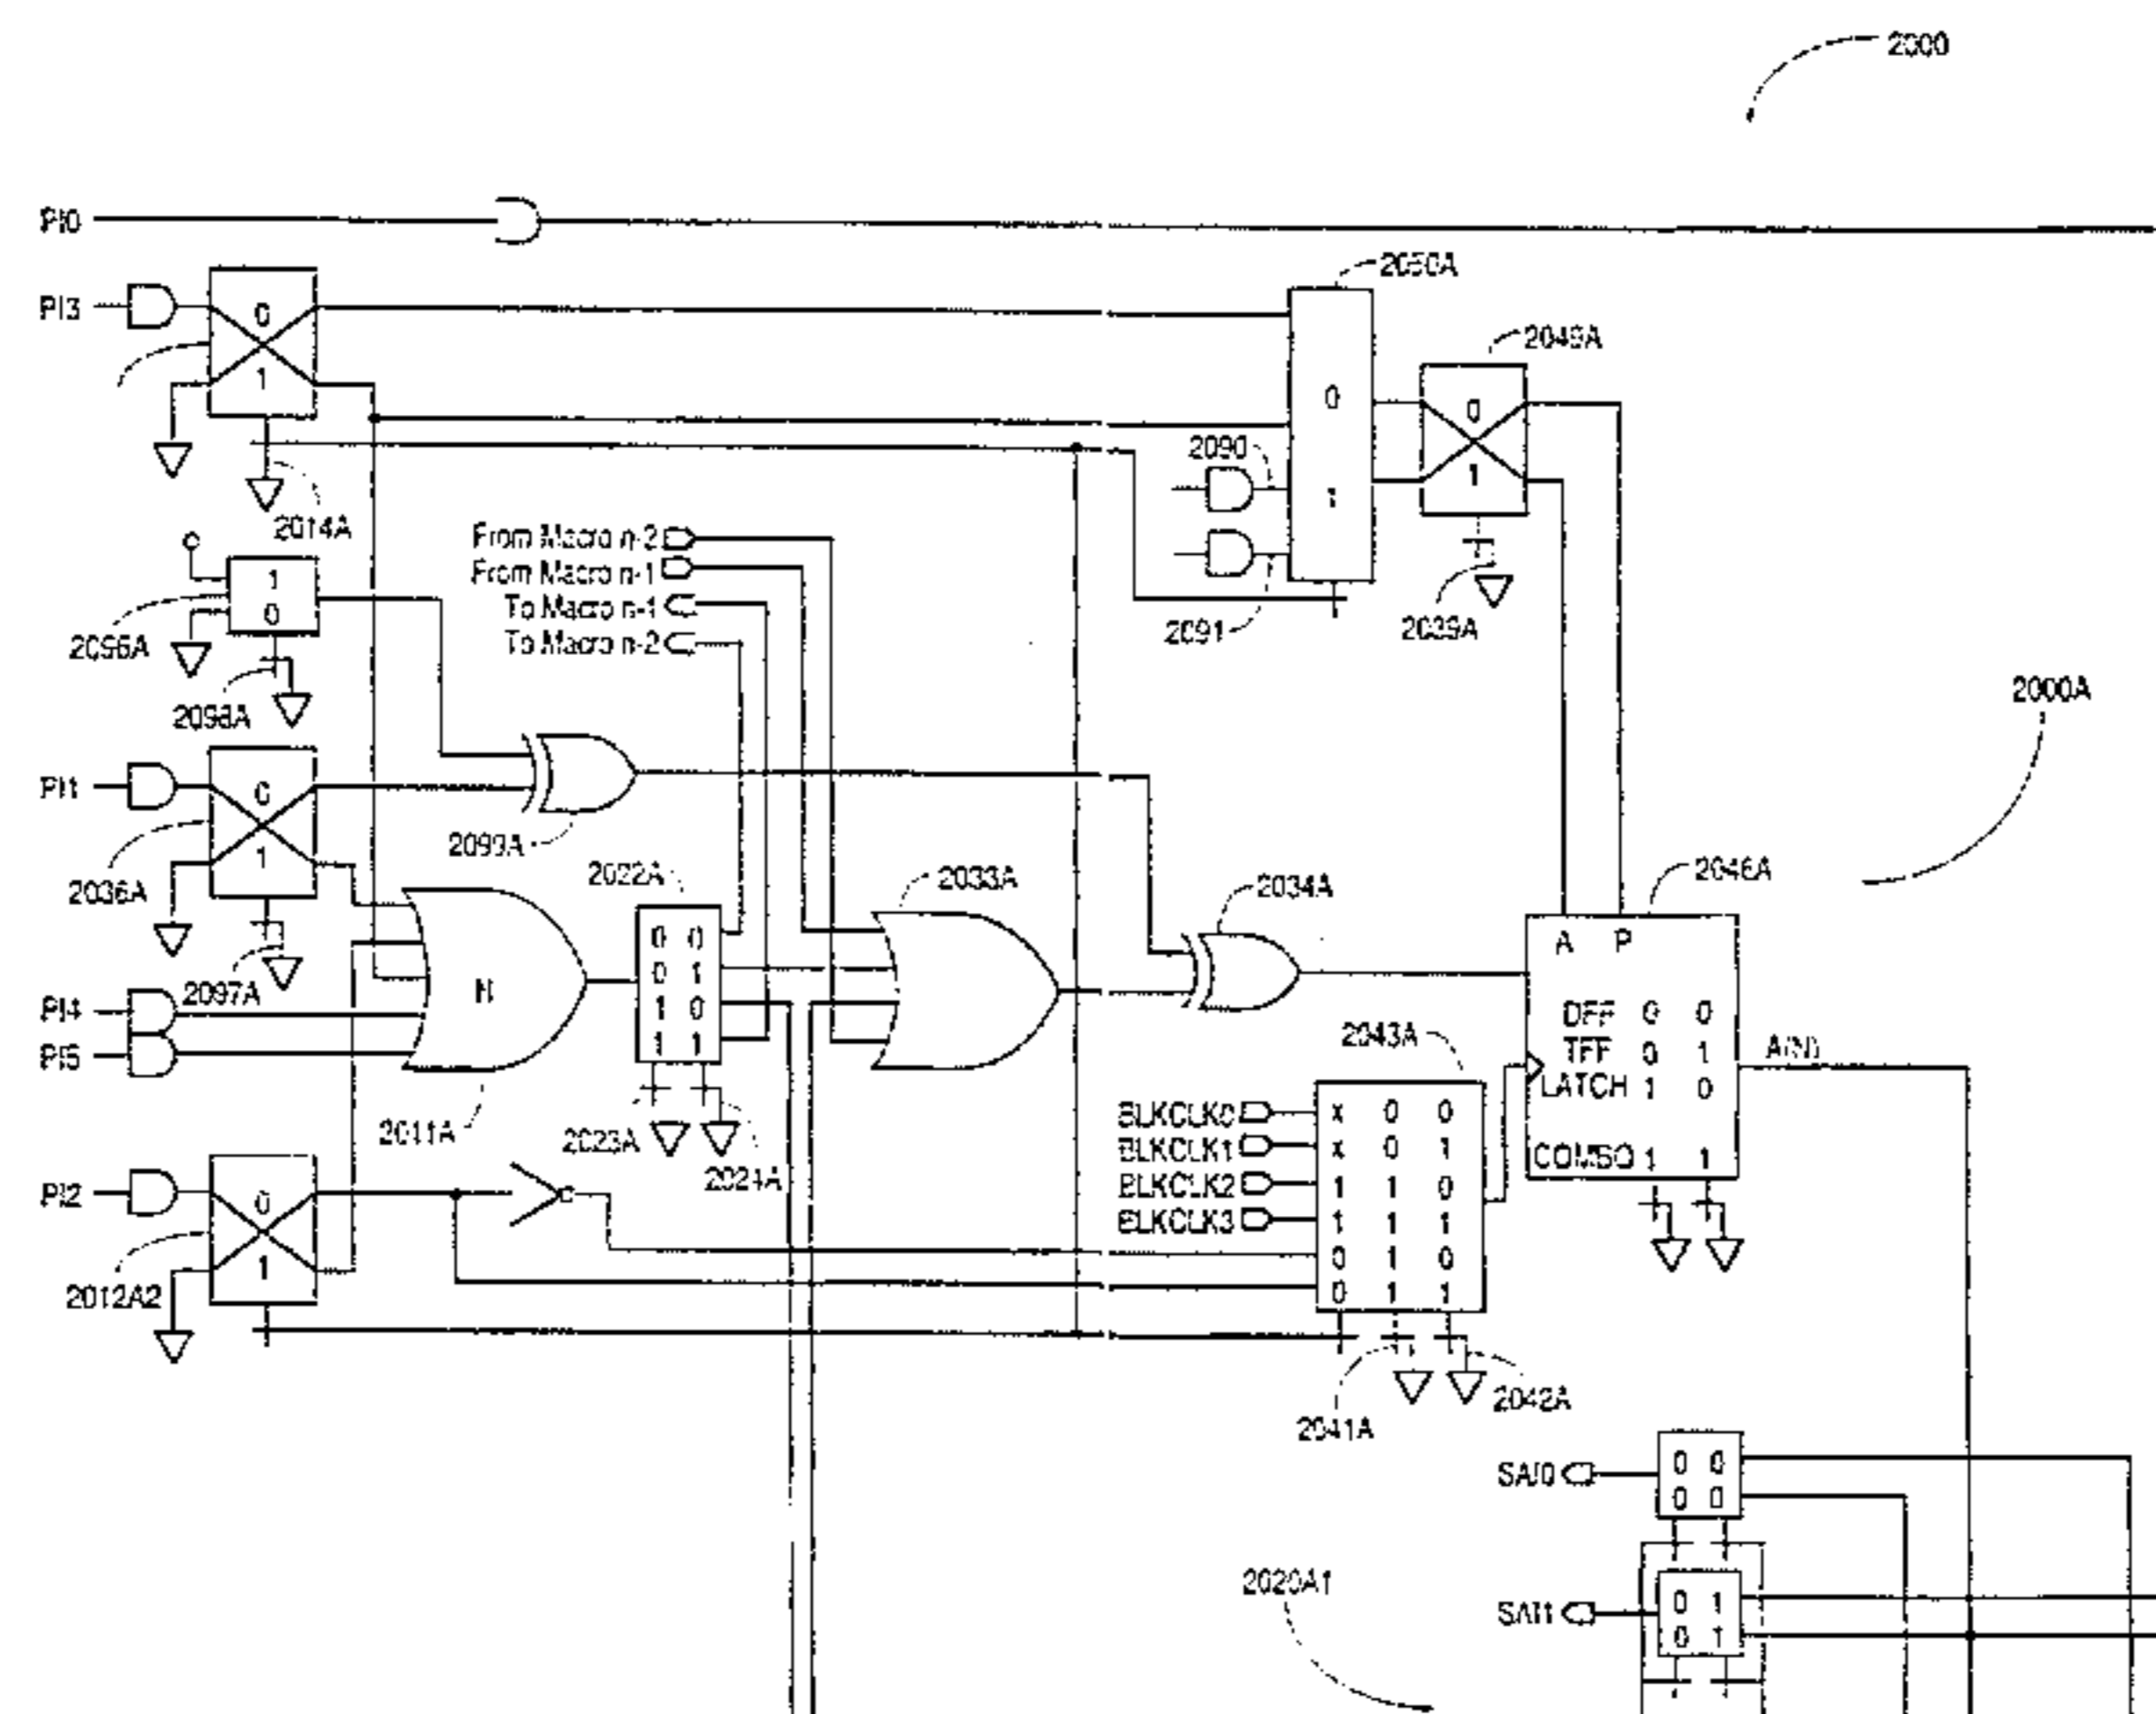 2000
PI0
2050A
PI3
0
1
2049A
0
1
0
1
2090
2014A
From Macro n-2
From Macro n-1
To Macro n-1
To Macro n-2
1
0
2096A
2091
2039A
2098A
2000A
PI1
0
1
2099A
2036A
2022A
2033A
2034A
2046A
A P
0 0
0 1
1 0
1 1
N
2097A
PI4
PI5
DFF 0 0
TFF 0 1
LATCH 1 0
COMBO 1 1
A(N)
2043A
2011A
2023A
2024A
BLKCLK0 x 0 0
BLKCLK1 x 0 1
BLKCLK2 1 1 0
BLKCLK3 1 1 1
0 1 0
0 1 1
PI2
0
1
2012A2
2041A
2042A
SAI0
0 0
0 0
2020A1
SAI1
0 1
0 1